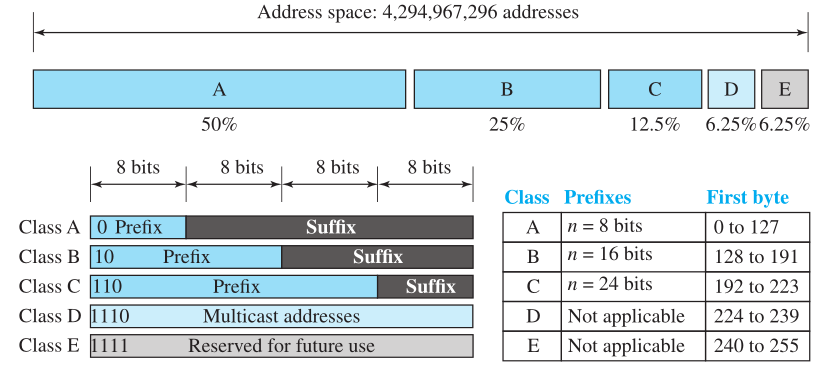 Address space: 4,294,967,296 addresses
A B C D E
50% 25% 12.5% 6.25% 6.25%
8 bits 8 bits 8 bits 8 bits
Class A 0 Prefix Suffix
Class B 10 Prefix Suffix
Class C 110 Prefix Suffix
Class D 1110 Multicast addresses
Class E 1111 Reserved for future use
Class Prefixes First byte
A n = 8 bits 0 to 127
B n = 16 bits 128 to 191
C n = 24 bits 192 to 223
D Not applicable 224 to 239
E Not applicable 240 to 255